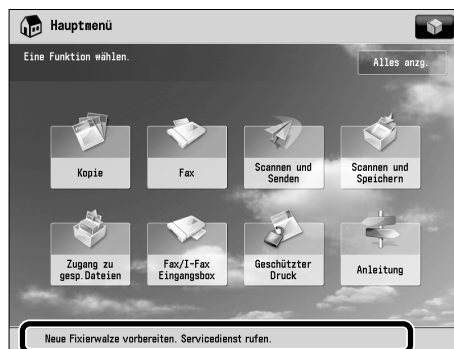 Hauptmenü
Eine Funktion wählen.
Alles anzg.
Kopie
Fax
Scannen und
Senden
Scannen und
Speichern
Zugang zu
gesp.Dateien
Fax/I-Fax
Eingangsbox
Geschützter
Druck
Anleitung
Neue Fixierwalze vorbereiten. Servicedienst rufen.